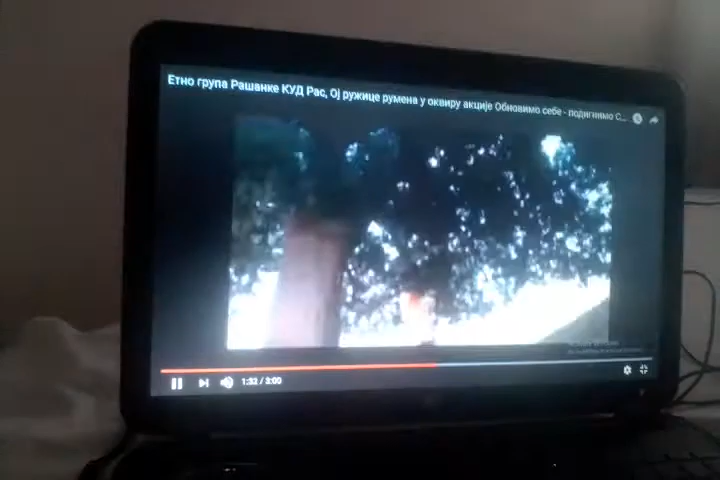 Етно група Рашанке КУД Рас, Ој ружице румена у оквиру акције Обновимо себе - подигнимо С...
1:32 / 3:00